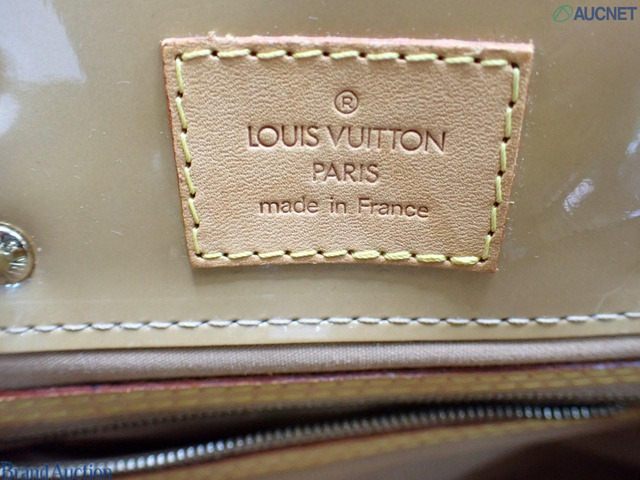 AUCNET
®
LOUIS VUITTON
PARIS
made in France
Brand Auction